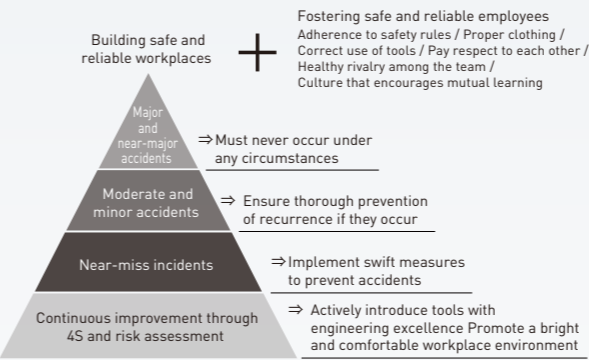 Building safe and
reliable workplaces
+
Fostering safe and reliable employees
Adherence to safety rules / Proper clothing /
Correct use of tools / Pay respect to each other /
Healthy rivalry among the team /
Culture that encourages mutual learning
Major
and
near-major
accidents
⇒ Must never occur under
any circumstances
Moderate and
minor accidents
⇒ Ensure thorough prevention
of recurrence if they occur
Near-miss incidents
⇒ Implement swift measures
to prevent accidents
Continuous improvement through
4S and risk assessment
⇒ Actively introduce tools with
engineering excellence Promote a bright
and comfortable workplace environment